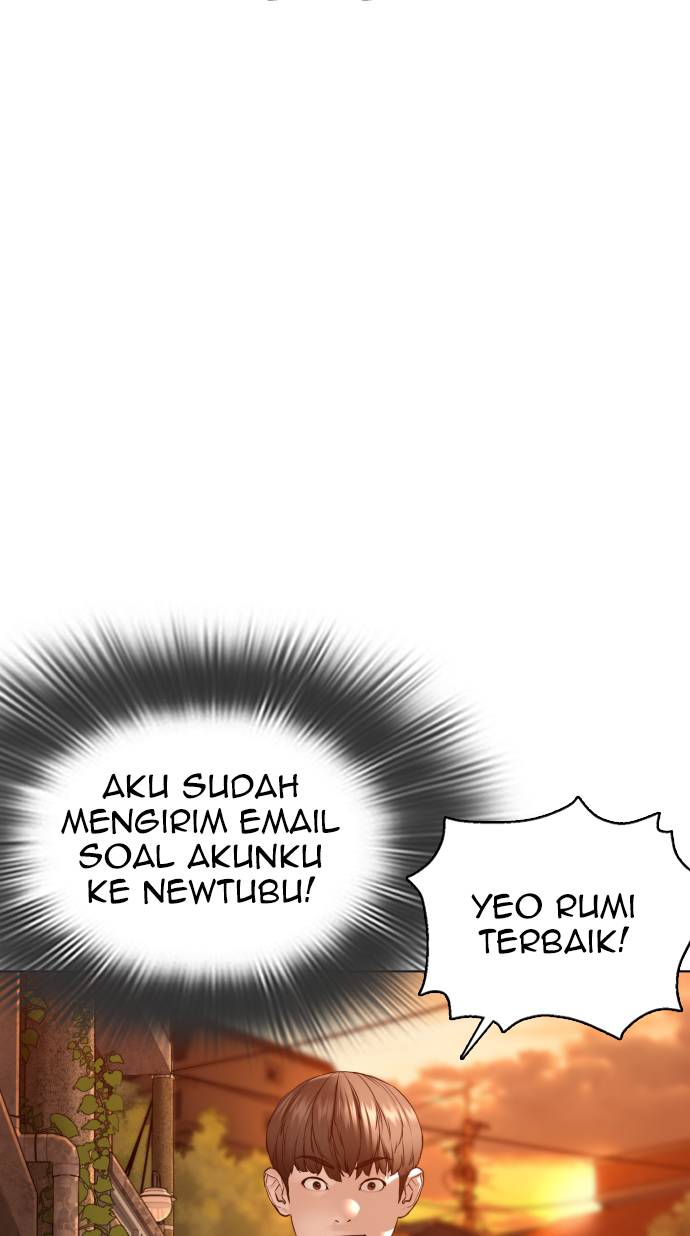 AKU SUDAH
MENGIRIM EMAIL
SOAL AKUNKU
KE NEWTUBU!
YEO RUMI
TERBAIK!